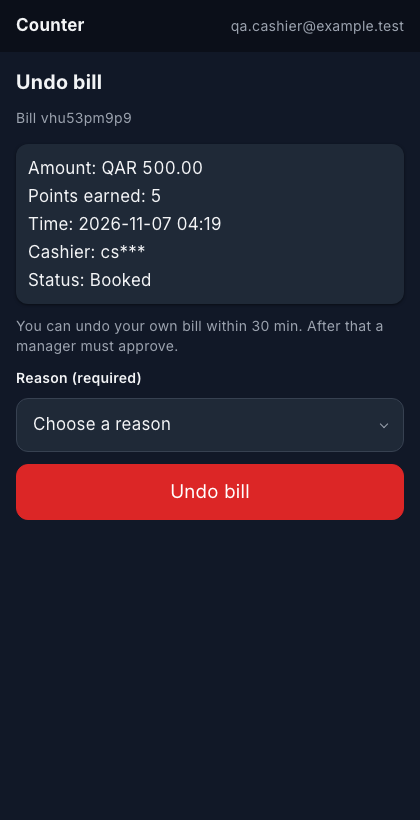 Counter
qa.cashier@example.test
Undo bill
Bill vhu53pm9p9
Amount: QAR 500.00
Points earned: 5
Time: 2026-11-07 04:19
Cashier: cs***
Status: Booked
You can undo your own bill within 30 min. After that a
manager must approve.
Reason (required)
Choose a reason
Undo bill